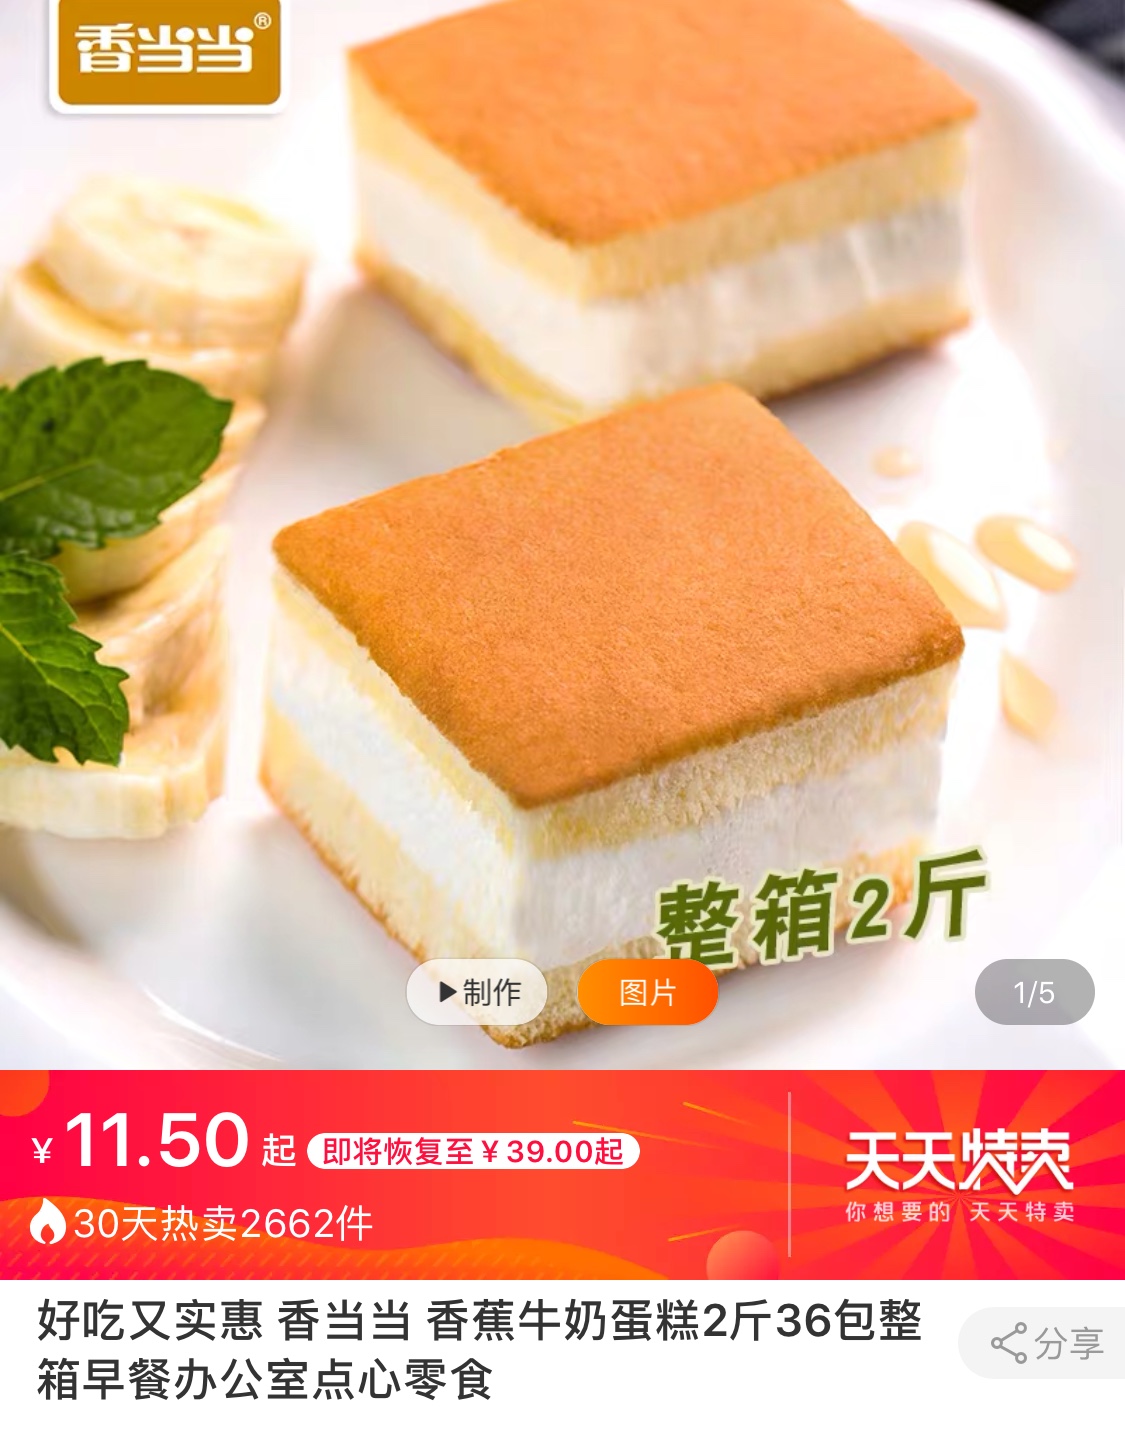 香当当®
整箱2斤
制作
图片
1/5
¥11.50起 即将恢复至¥39.00起
30天热卖2662件
天天特卖
你想要的 天天特卖
好吃又实惠 香当当 香蕉牛奶蛋糕2斤36包整
箱早餐办公室点心零食
分享